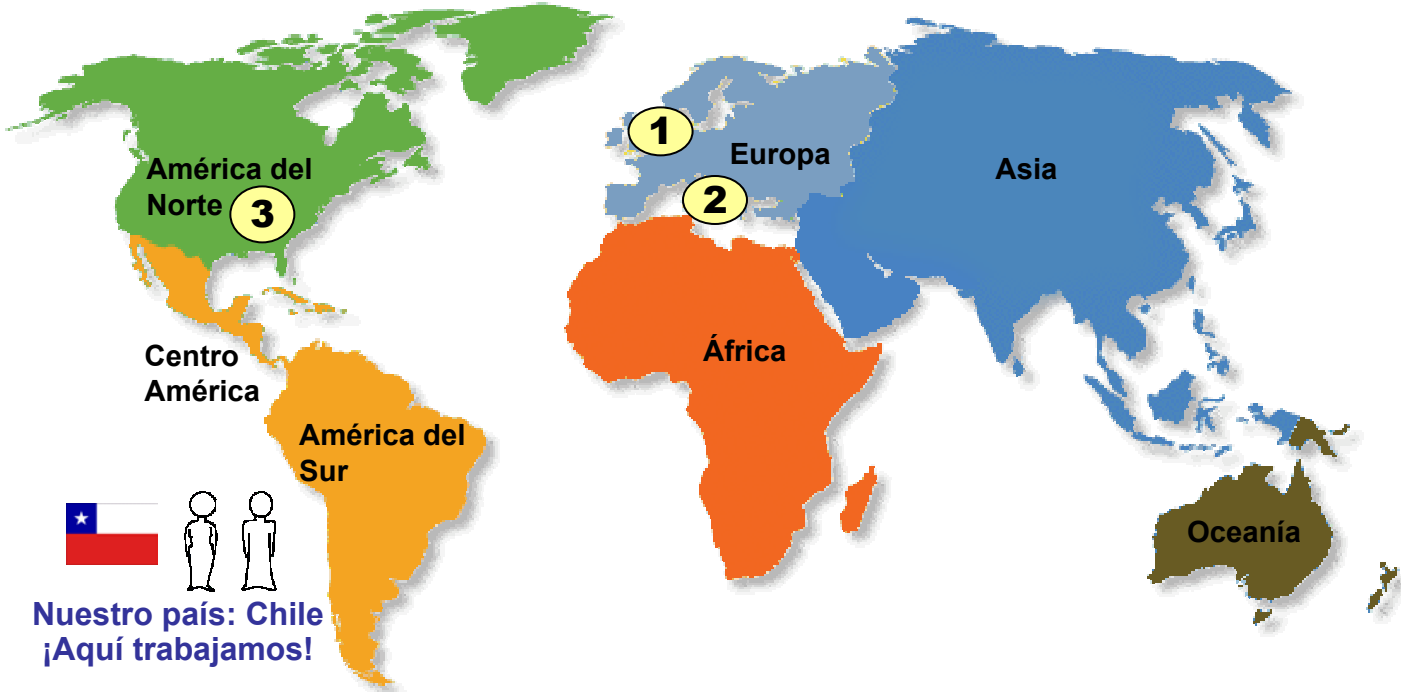 América del
Norte
3
1
Europa
2
Asia
Centro
América
África
América del
Sur
Oceanía
Nuestro país: Chile
¡Aquí trabajamos!